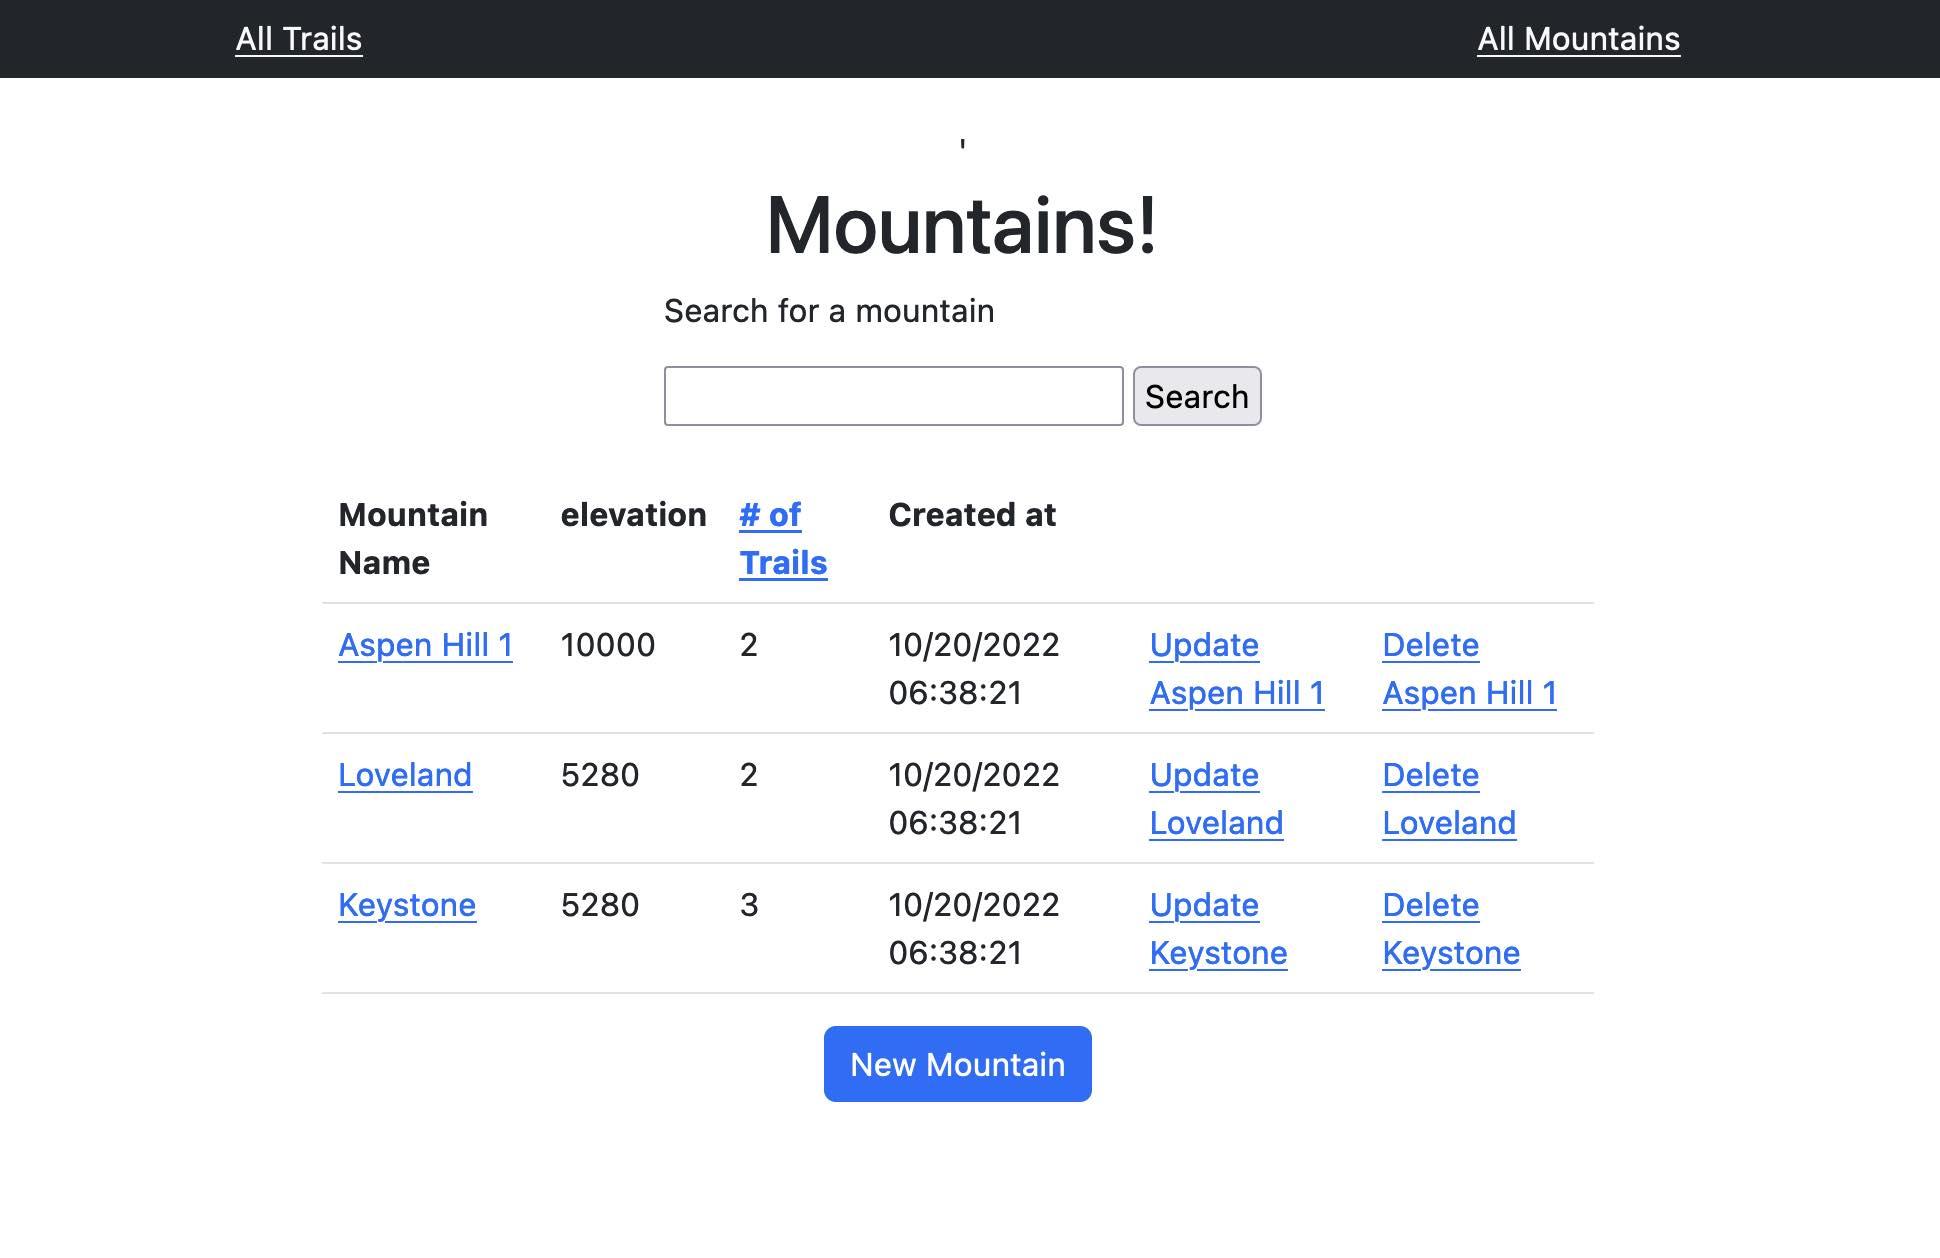 All Trails All Mountains
'
Mountains!
Search for a mountain
Search
Mountain Name elevation # of Trails Created at
Aspen Hill 1 10000 2 10/20/2022 06:38:21 Update Aspen Hill 1 Delete Aspen Hill 1
Loveland 5280 2 10/20/2022 06:38:21 Update Loveland Delete Loveland
Keystone 5280 3 10/20/2022 06:38:21 Update Keystone Delete Keystone
New Mountain